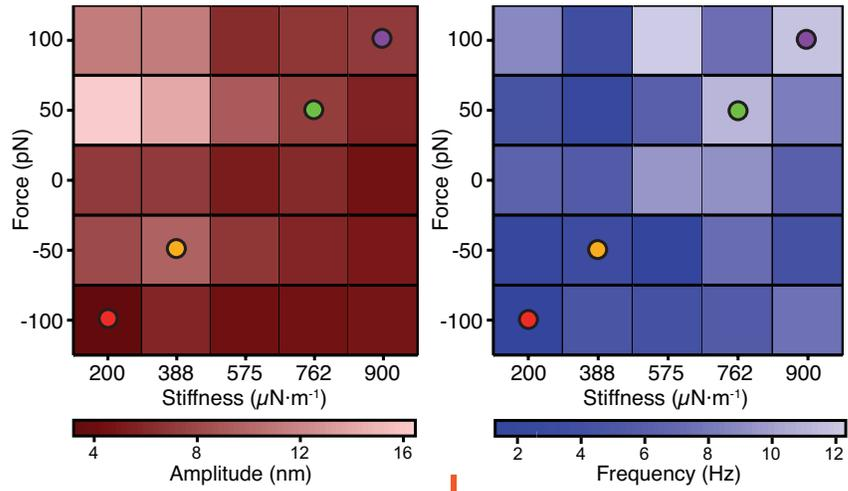 Force (pN)
100
50
0
-50
-100
200 388 575 762 900
Stiffness (μN·m⁻¹)
4 8 12 16
Amplitude (nm)
Force (pN)
100
50
0
-50
-100
200 388 575 762 900
Stiffness (μN·m⁻¹)
2 4 6 8 10 12
Frequency (Hz)